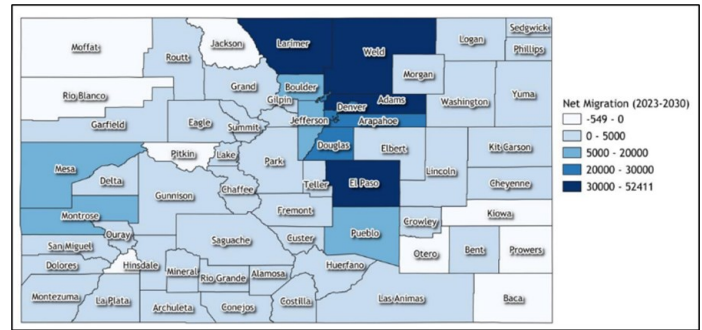 Moffat
Routt
Jackson
Larimer
Weld
Logan
Sedgwick
Phillips
Morgan
Rio Blanco
Grand
Boulder
Gilpin
Denver
Adams
Washington
Yuma
Garfield
Eagle
Summit
Jefferson
Arapahoe
Pitkin
Lake
Park
Douglas
Elbert
Kit Carson
Mesa
Delta
Gunnison
Chaffee
Teller
El Paso
Lincoln
Cheyenne
Montrose
Fremont
Kiowa
Ouray
San Miguel
Saguache
Custer
Pueblo
Crowley
Otero
Bent
Prowers
Dolores
Hinsdale
Mineral
Rio Grande
Alamosa
Huerfano
Montezuma
La Plata
Archuleta
Conejos
Costilla
Las Animas
Baca
Net Migration (2023-2030)
-549 - 0
0 - 5000
5000 - 20000
20000 - 30000
30000 - 52411